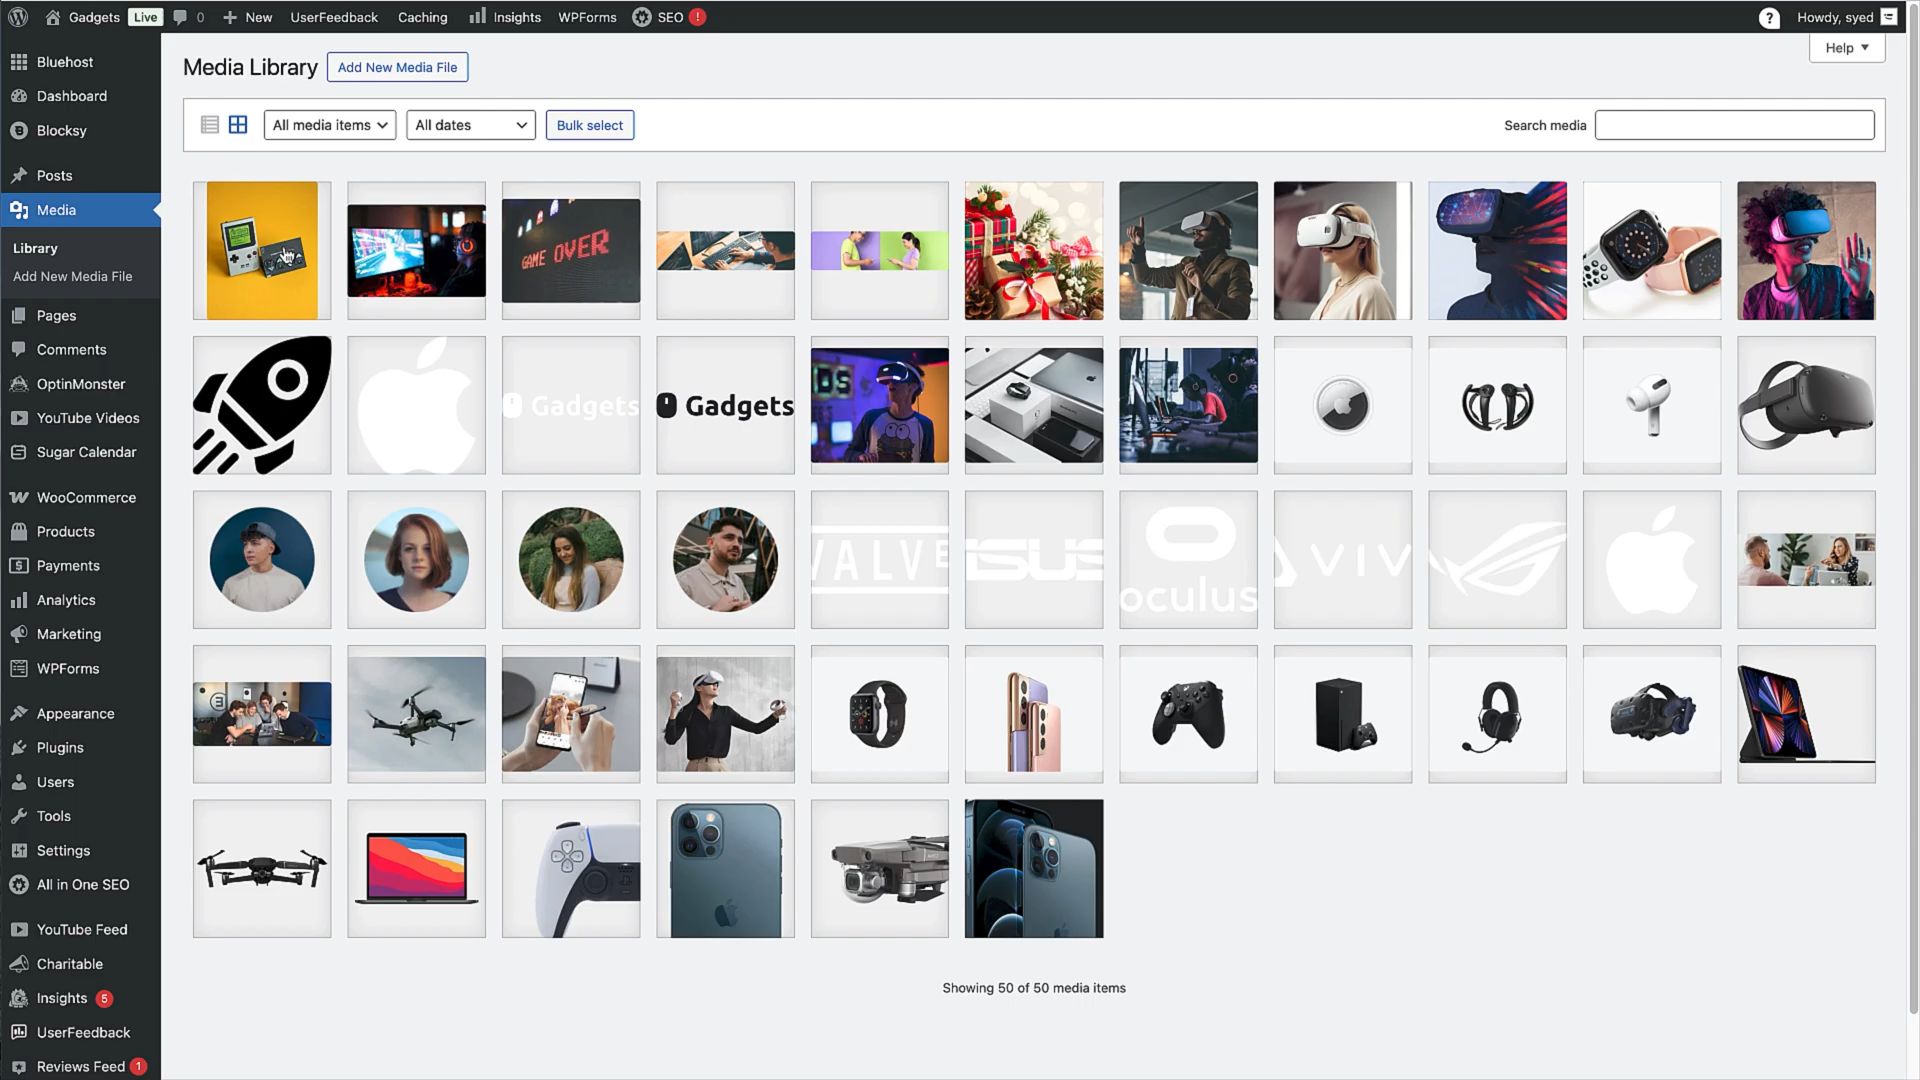 Gadgets Live 0 New UserFeedback Caching Insights WPForms SEO ! ? Howdy, syed
Help
Media Library Add New Media File
All media items All dates Bulk select Search media
Bluehost
Dashboard
Blocksy
Posts
Media
Library
Add New Media File
Pages
Comments
OptinMonster
YouTube Videos
Sugar Calendar
WooCommerce
Products
Payments
Analytics
Marketing
WPForms
Appearance
Plugins
Users
Tools
Settings
All in One SEO
YouTube Feed
Charitable
Insights 5
UserFeedback
Reviews Feed 1
GAME OVER
Gadgets
Gadgets
VALVE
ISUS
oculus
VIV
Showing 50 of 50 media items